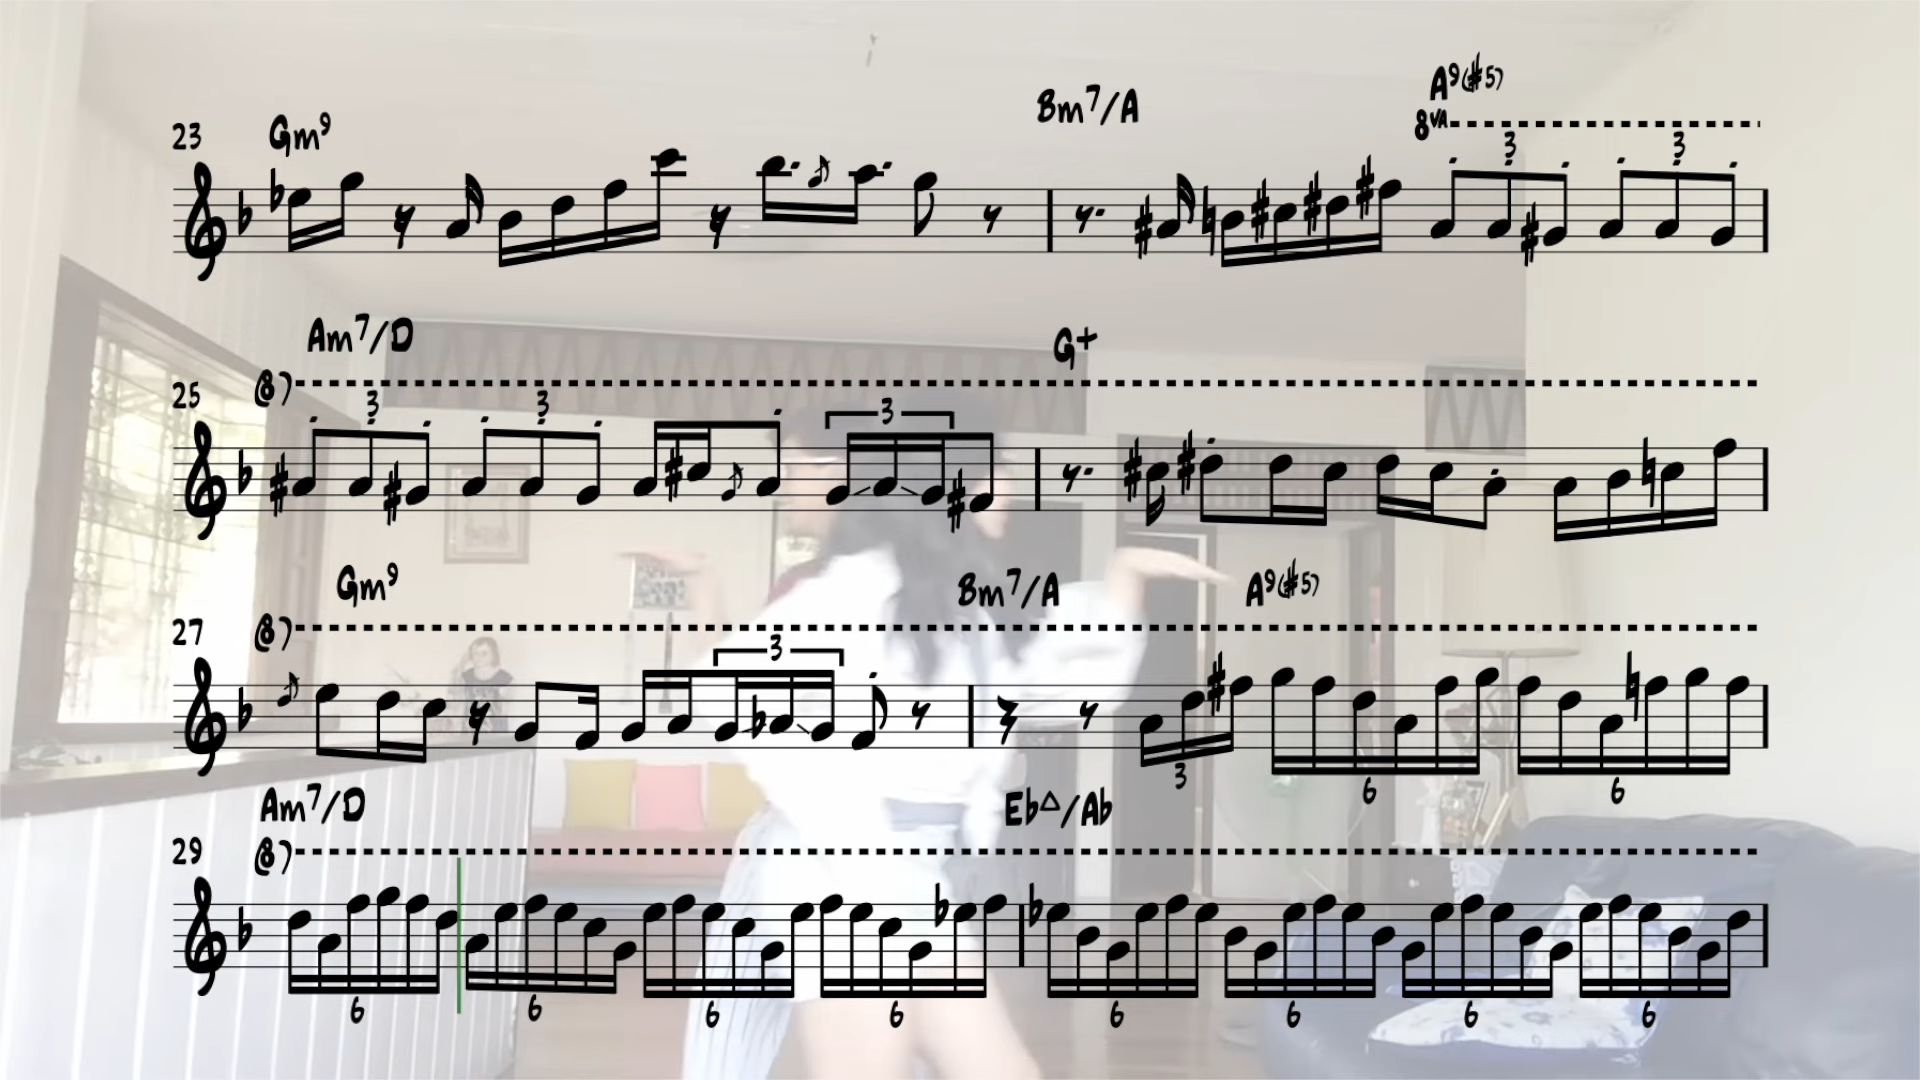 Bm⁷/A A⁹(#5)
23 Gm⁹ 8VA
3 3
Am⁷/D G+
25 (8)
3 3 3
Gm⁹ Bm⁷/A A⁹(#5)
27 (8)
3
3 6 6
Am⁷/D Eb△/Ab
29 (8)
6 6 6 6 6 6 6 6